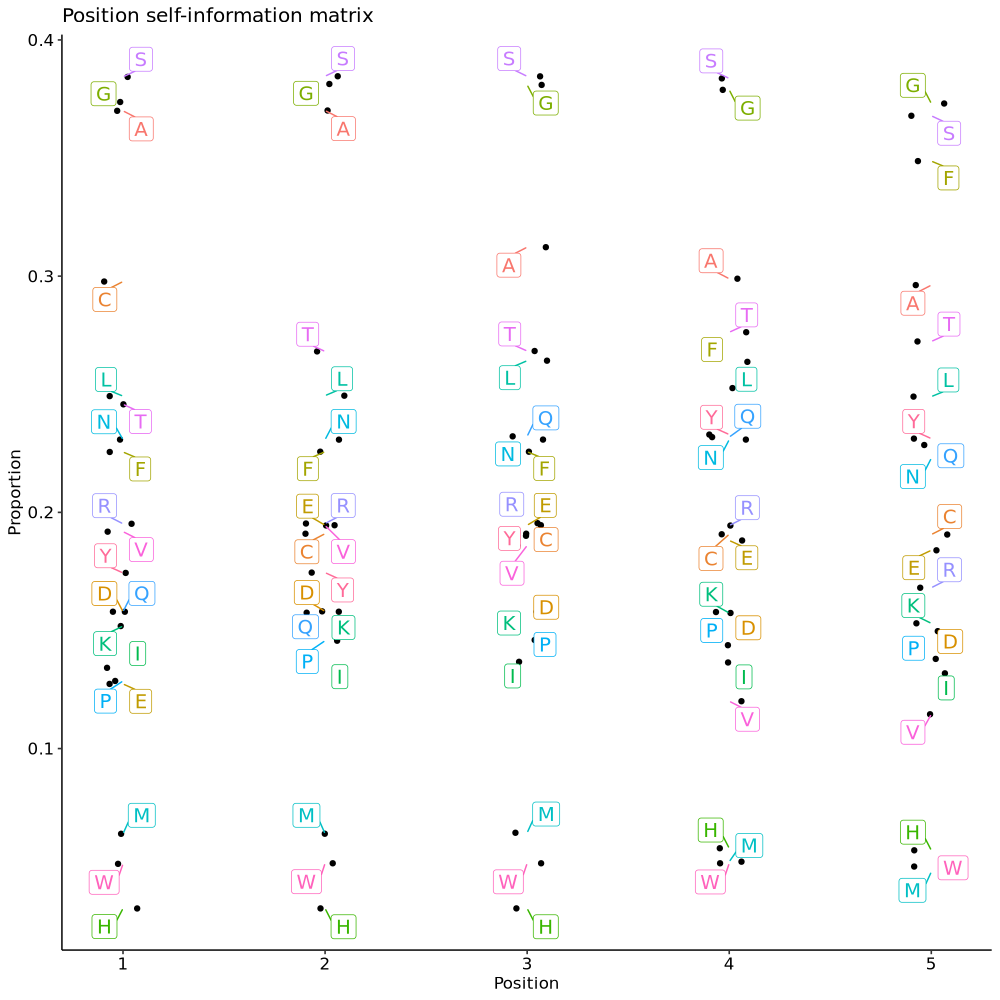 Position self-information matrix
0.4
S S S S G
G G G G S
A A F
0.3
A A A
C T T T T
L L L F L L
N T N Q Y Q Y
F F N F N N Q
R E R R E R C
Y V C V Y C C E E R
D Q D Y V K K
K I Q K K D P D P D
P I P I I I
P E V V
0.1
M M M H M H
W W W W M W
H H H
0.2
Proportion
1 2 3 4 5
Position